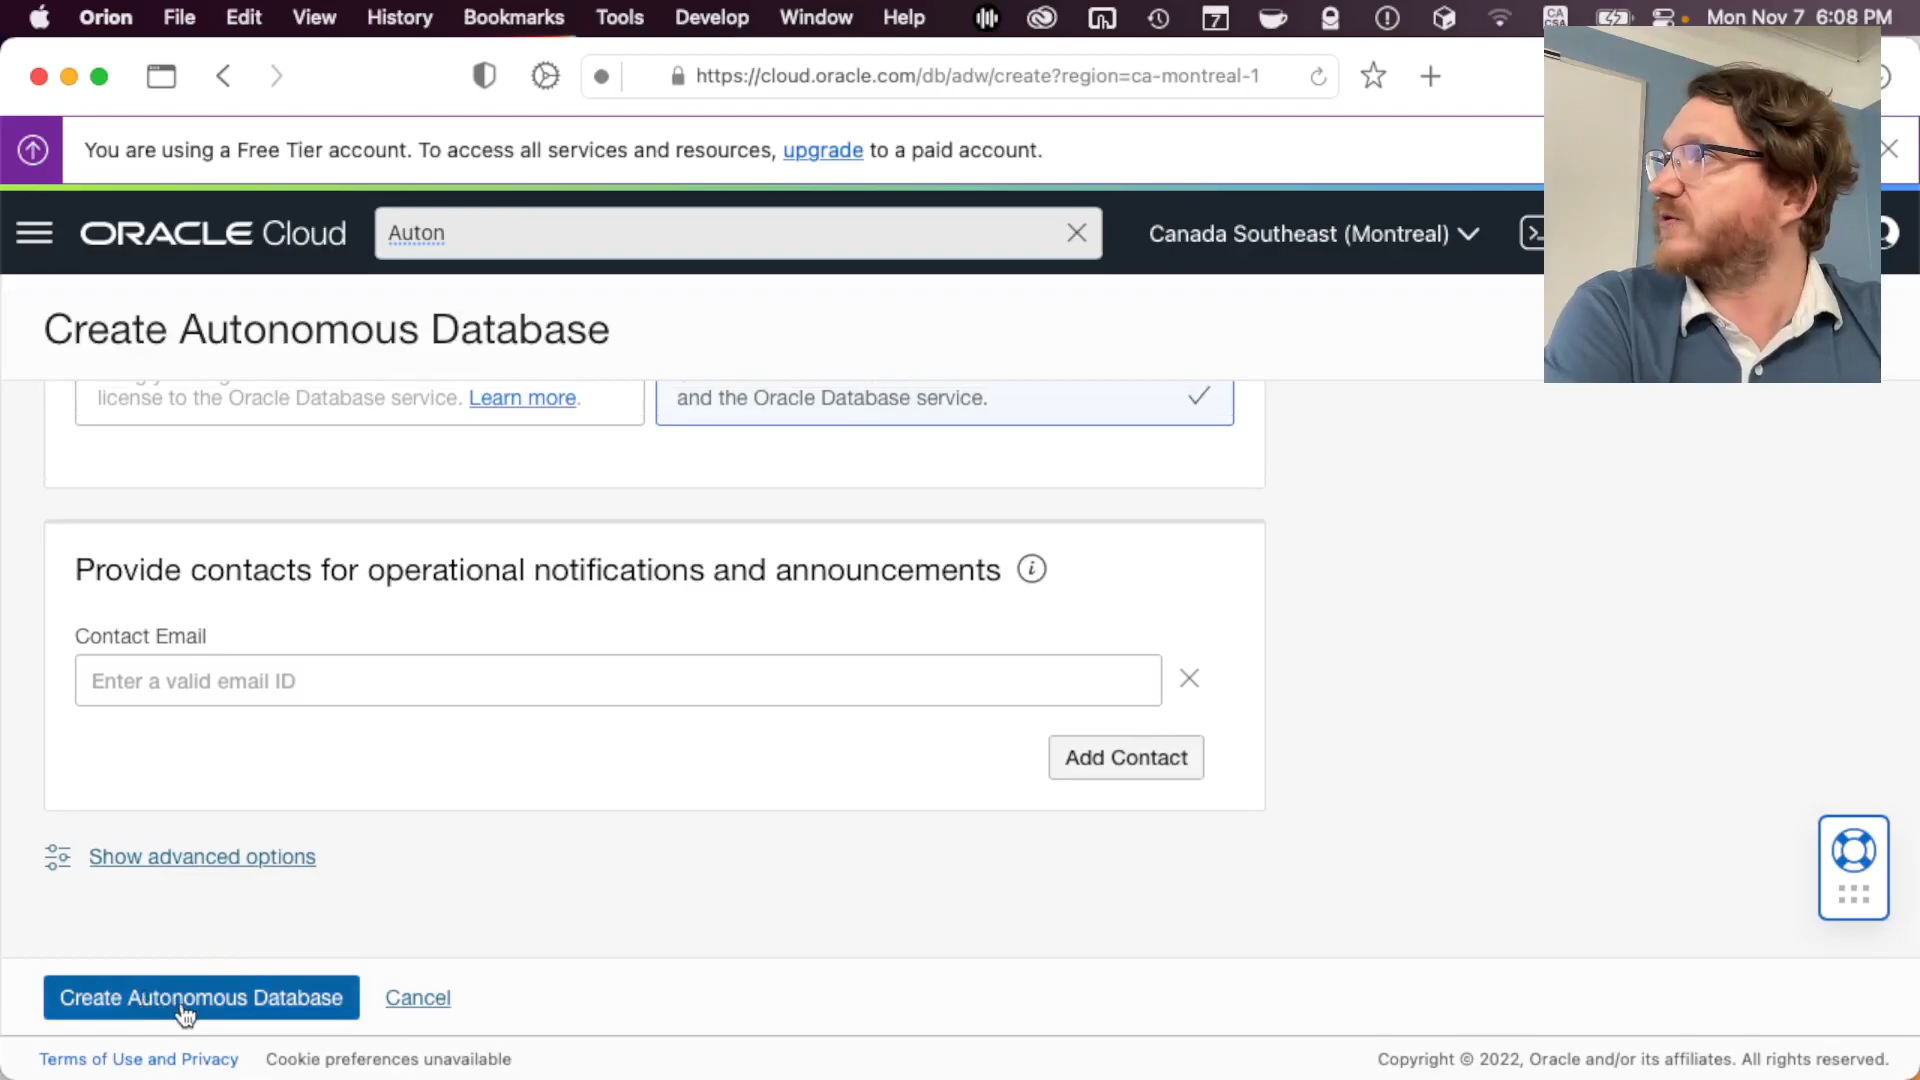 Orion File Edit View History Bookmarks Tools Develop Window Help 7 CA CSA Mon Nov 7 6:08 PM
https://cloud.oracle.com/db/adw/create?region=ca-montreal-1
You are using a Free Tier account. To access all services and resources, upgrade to a paid account.
ORACLE Cloud Auton Canada Southeast (Montreal)
Create Autonomous Database
license to the Oracle Database service. Learn more.
and the Oracle Database service.
Provide contacts for operational notifications and announcements
Contact Email
Enter a valid email ID
Add Contact
Show advanced options
Create Autonomous Database Cancel
Terms of Use and Privacy Cookie preferences unavailable Copyright © 2022, Oracle and/or its affiliates. All rights reserved.